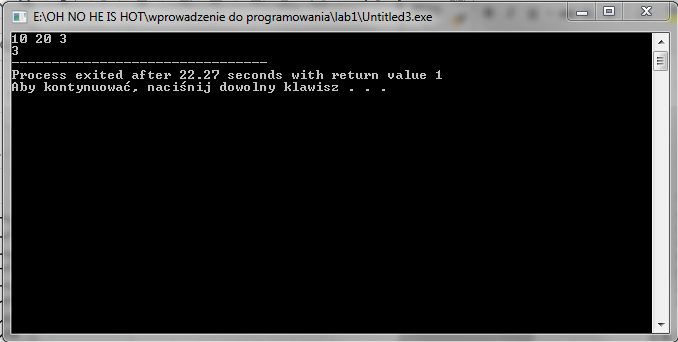 E:\OH NO HE IS HOT\wprowadzenie do programowania\lab1\Untitled3.exe
10 20 3
3
--------------------------------
Process exited after 22.27 seconds with return value 1
Aby kontynuować, naciśnij dowolny klawisz . . .